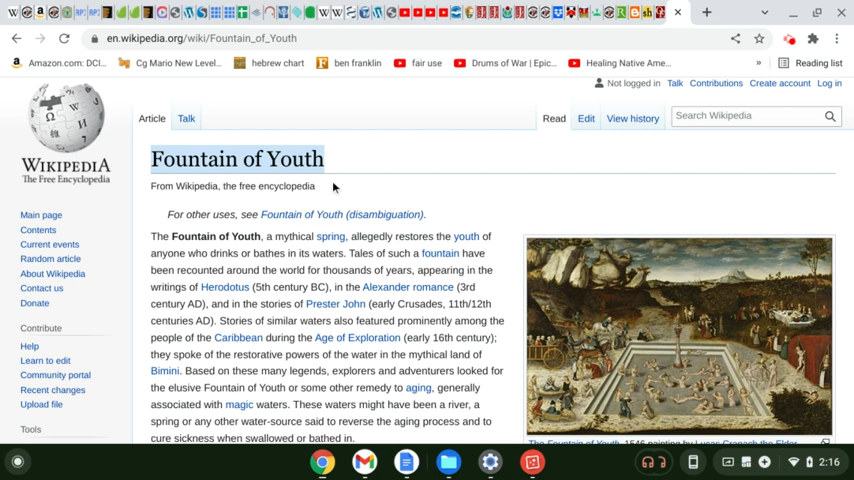 en.wikipedia.org/wiki/Fountain_of_Youth
Amazon.com: DCI... Cg Mario New Level... hebrew chart ben franklin fair use Drums of War | Epic... Healing Native Ame... » Reading list
Not logged in Talk Contributions Create account Log in
Article Talk Read Edit View history Search Wikipedia
WIKIPEDIA
The Free Encyclopedia
Main page
Contents
Current events
Random article
About Wikipedia
Contact us
Donate
Contribute
Help
Learn to edit
Community portal
Recent changes
Upload file
Tools
Fountain of Youth
From Wikipedia, the free encyclopedia
For other uses, see Fountain of Youth (disambiguation).
The Fountain of Youth, a mythical spring, allegedly restores the youth of
anyone who drinks or bathes in its waters. Tales of such a fountain have
been recounted around the world for thousands of years, appearing in the
writings of Herodotus (5th century BC), in the Alexander romance (3rd
century AD), and in the stories of Prester John (early Crusades, 11th/12th
centuries AD). Stories of similar waters also featured prominently among the
people of the Caribbean during the Age of Exploration (early 16th century);
they spoke of the restorative powers of the water in the mythical land of
Bimini. Based on these many legends, explorers and adventurers looked for
the elusive Fountain of Youth or some other remedy to aging, generally
associated with magic waters. These waters might have been a river, a
spring or any other water-source said to reverse the aging process and to
cure sickness when swallowed or bathed in.
The Fountain of Youth, 1546 painting by Lucas Cranach the Elder
2:16